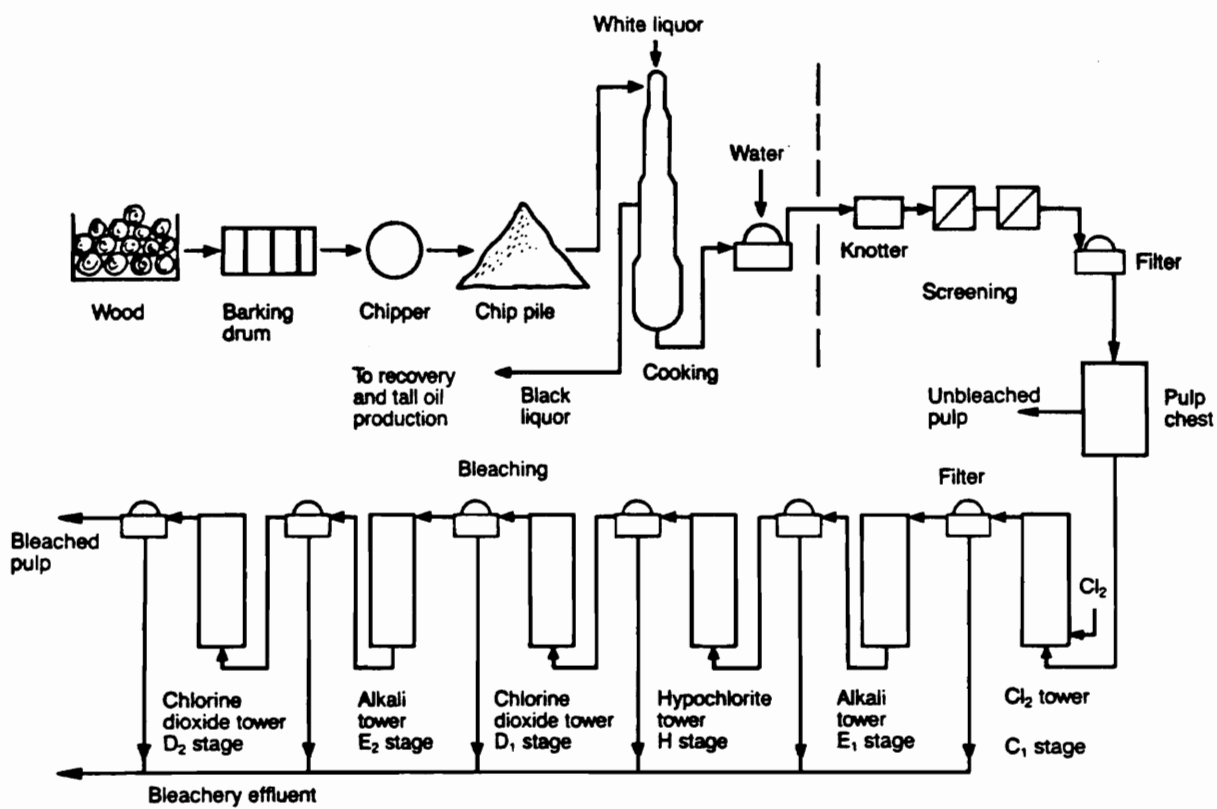 White liquor
Water
Knotter
Filter
Screening
Wood
Barking
drum
Chipper
Chip pile
Cooking
To recovery
and tall oil
production
Black
liquor
Unbleached
pulp
Pulp
chest
Bleaching
Filter
Bleached
pulp
Cl₂
Chlorine
dioxide tower
D₂ stage
Alkali
tower
E₂ stage
Chlorine
dioxide tower
D₁ stage
Hypochlorite
tower
H stage
Alkali
tower
E₁ stage
Cl₂ tower
C₁ stage
Bleachery effluent